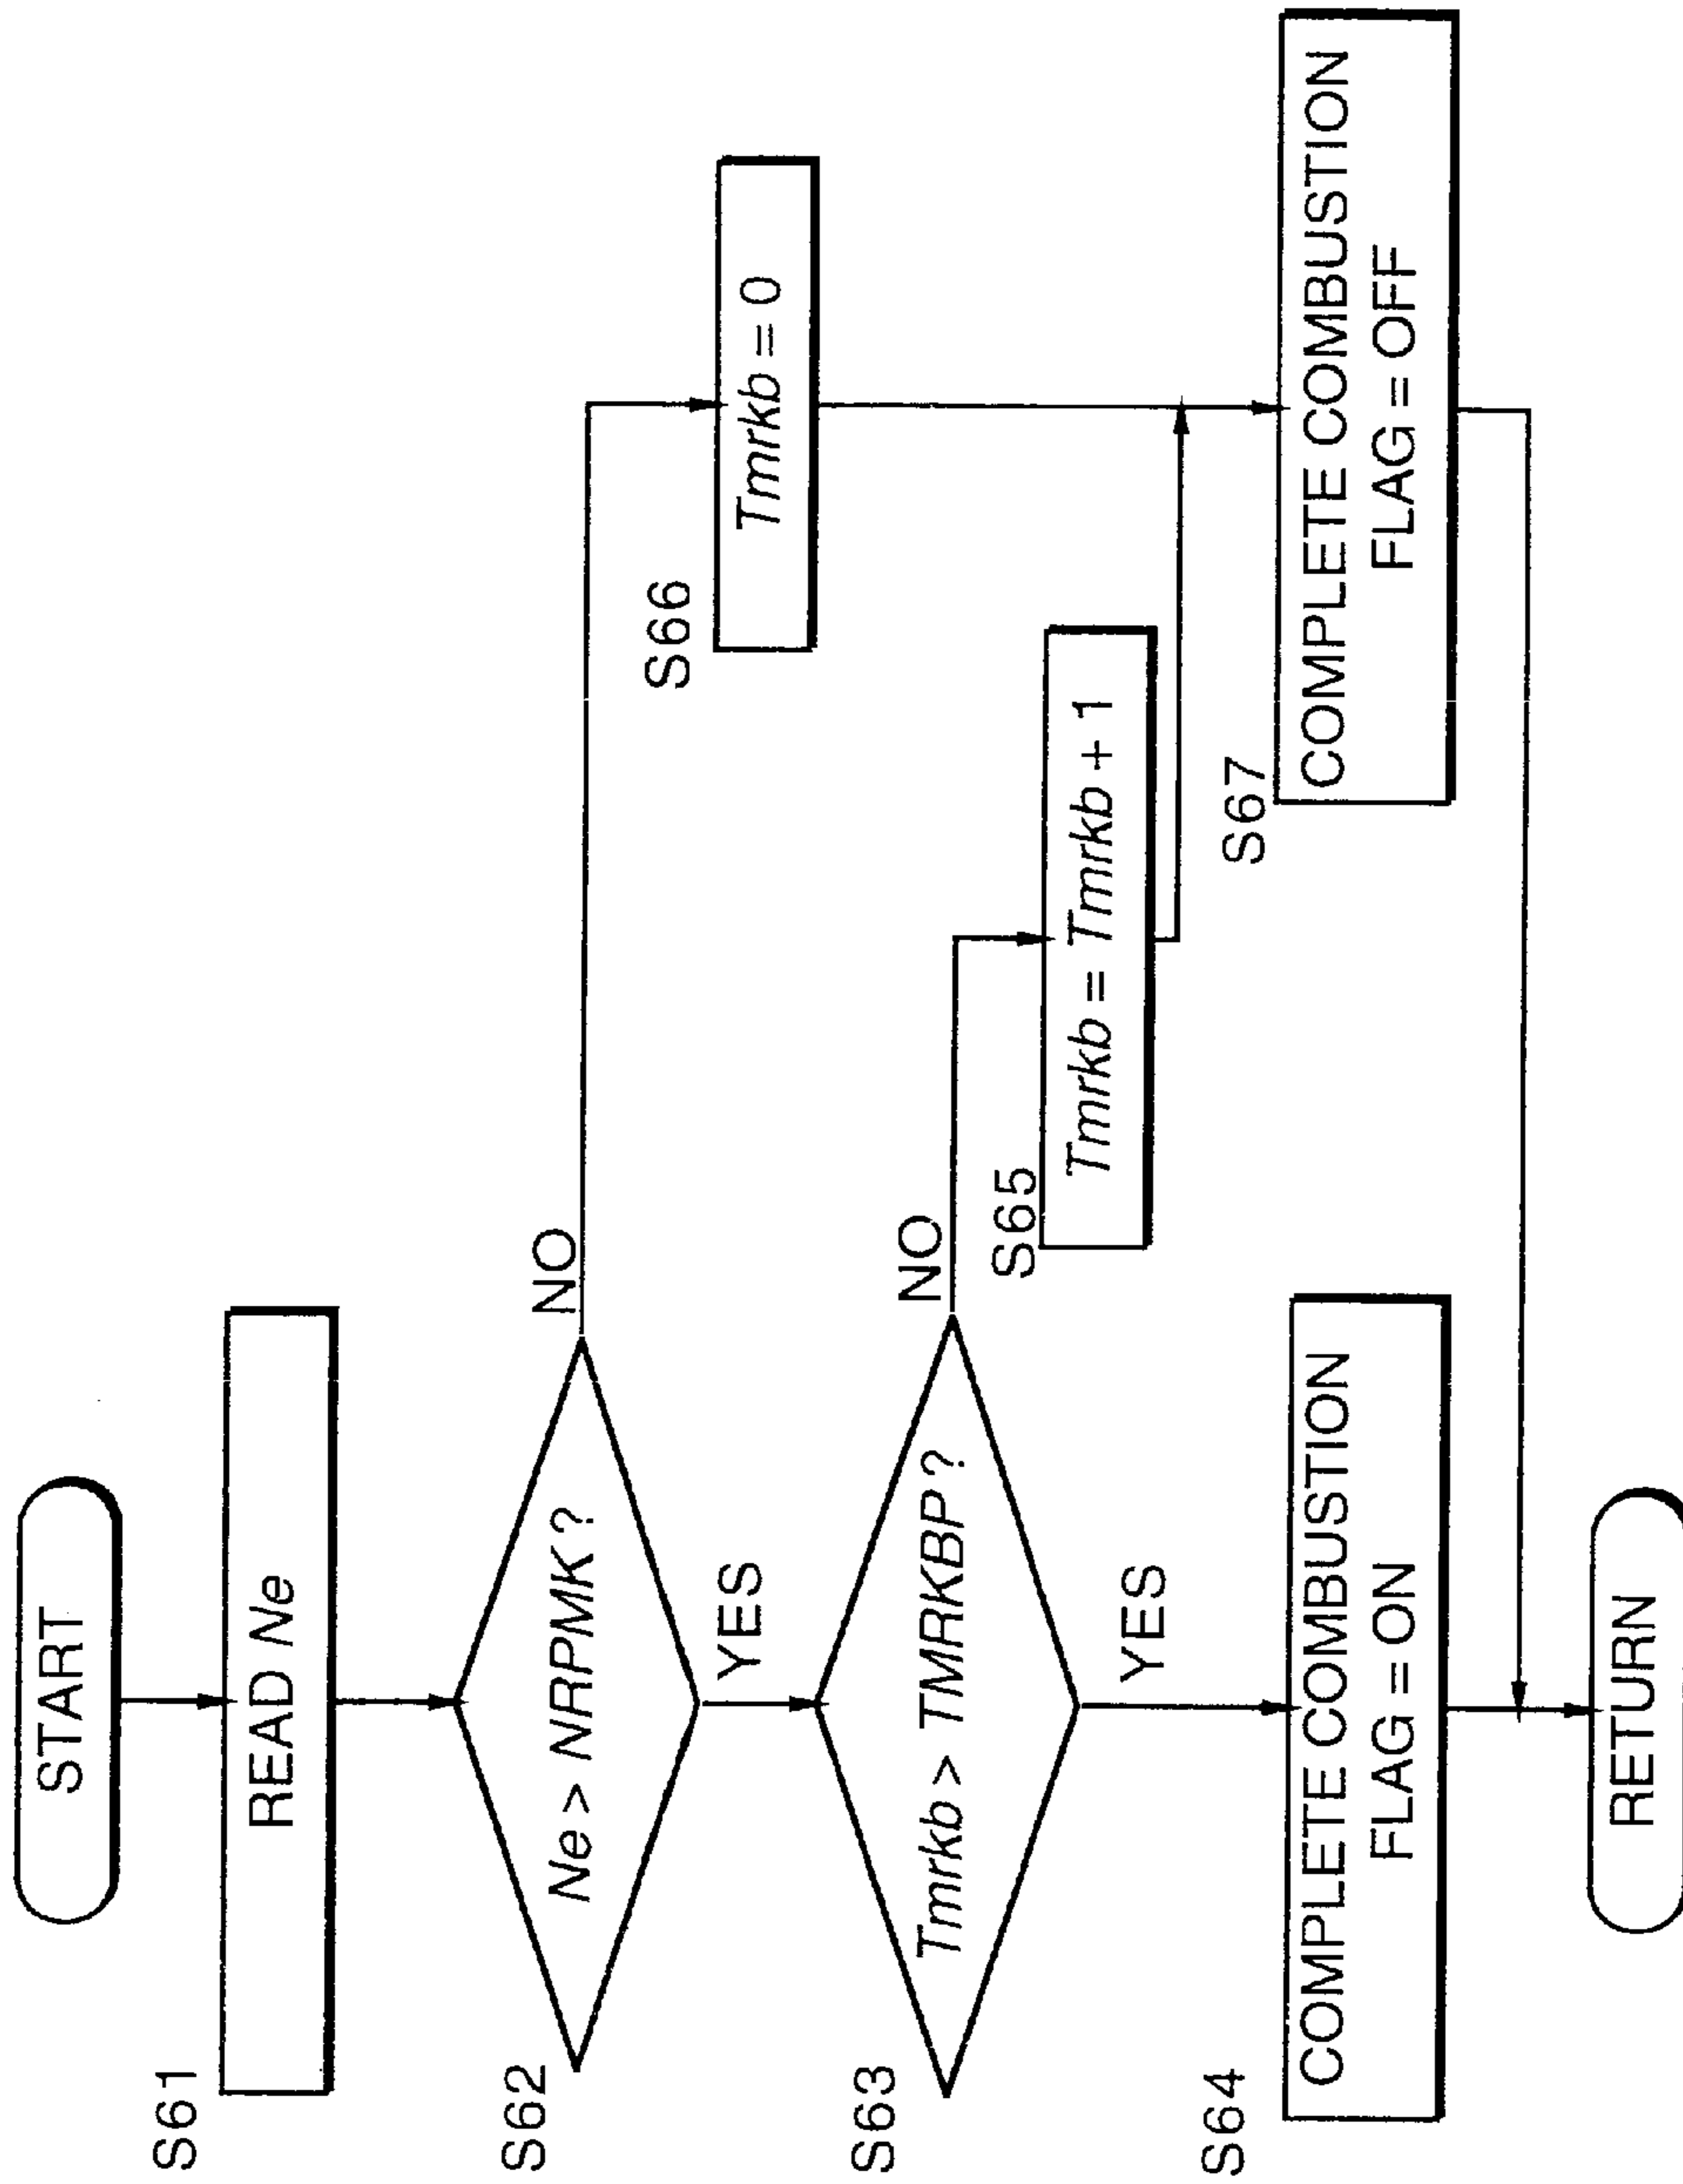 START
S61
READ Ne
S62
Ne > NRPMK ?
NO
YES
S66
Tmrkb = 0
S63
Tmrkb > TMRKBP ?
NO
YES
S65
Tmrkb = Tmrkb + 1
S64
COMPLETE COMBUSTION
FLAG = ON
S67
COMPLETE COMBUSTION
FLAG = OFF
RETURN